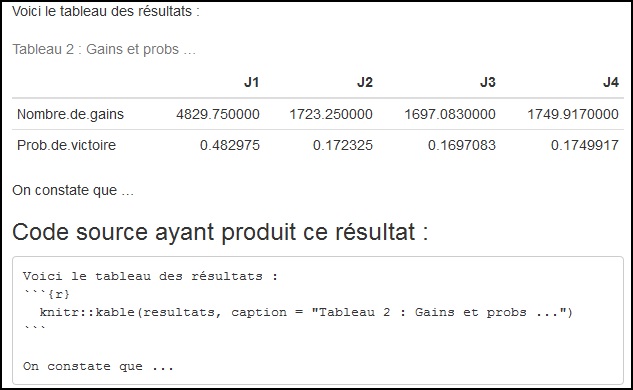 Voici le tableau des résultats :
Tableau 2 : Gains et probs ...
J1 J2 J3 J4
Nombre.de.gains 4829.750000 1723.250000 1697.0830000 1749.9170000
Prob.de.victoire 0.482975 0.172325 0.1697083 0.1749917
On constate que ...
Code source ayant produit ce résultat :
Voici le tableau des résultats :
```{r}
knitr::kable(resultats, caption = "Tableau 2 : Gains et probs ...")
```
On constate que ...